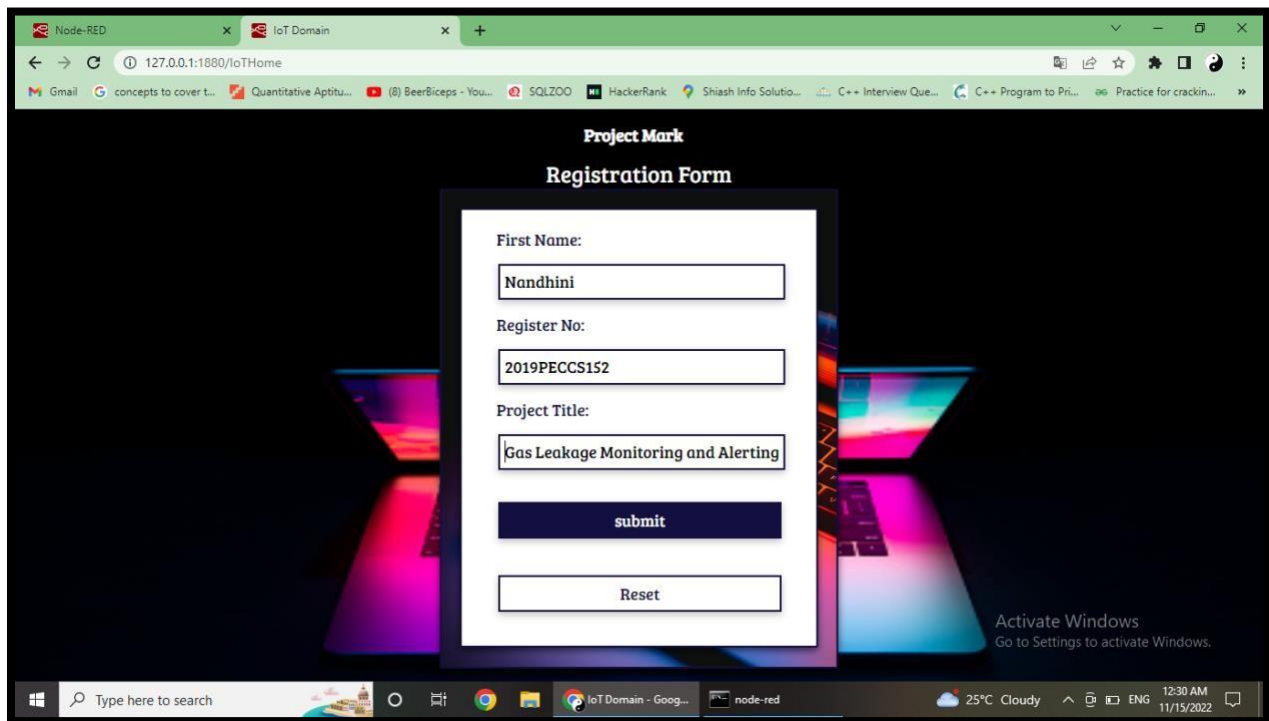 Node-RED
IoT Domain
127.0.0.1:1880/IoTHome
Gmail
concepts to cover t...
Quantitative Aptitu...
(8) BeerBiceps - You...
SQLZOO
HackerRank
Shiash Info Solutio...
C++ Interview Que...
C++ Program to Pri...
Practice for crackin...
Project Mark
Registration Form
First Name:
Nandhini
Register No:
2019PECCS152
Project Title:
Gas Leakage Monitoring and Alerting
submit
Reset
Activate Windows
Go to Settings to activate Windows.
Type here to search
IoT Domain - Goog...
node-red
25°C Cloudy
ENG
12:30 AM
11/15/2022